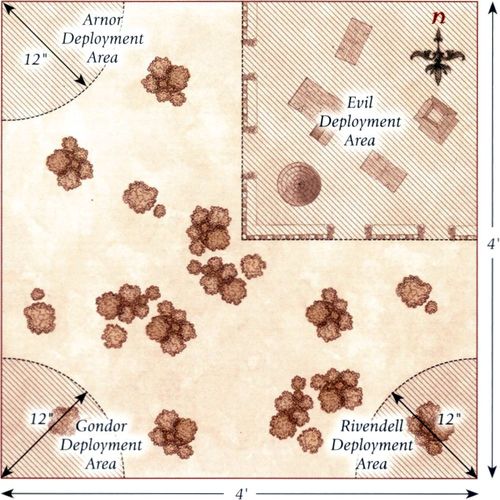 Arnor
Deployment
Area
12"
n
Evil
Deployment
Area
4'
12"
Gondor
Deployment
Area
Rivendell
Deployment
Area
12"
4'